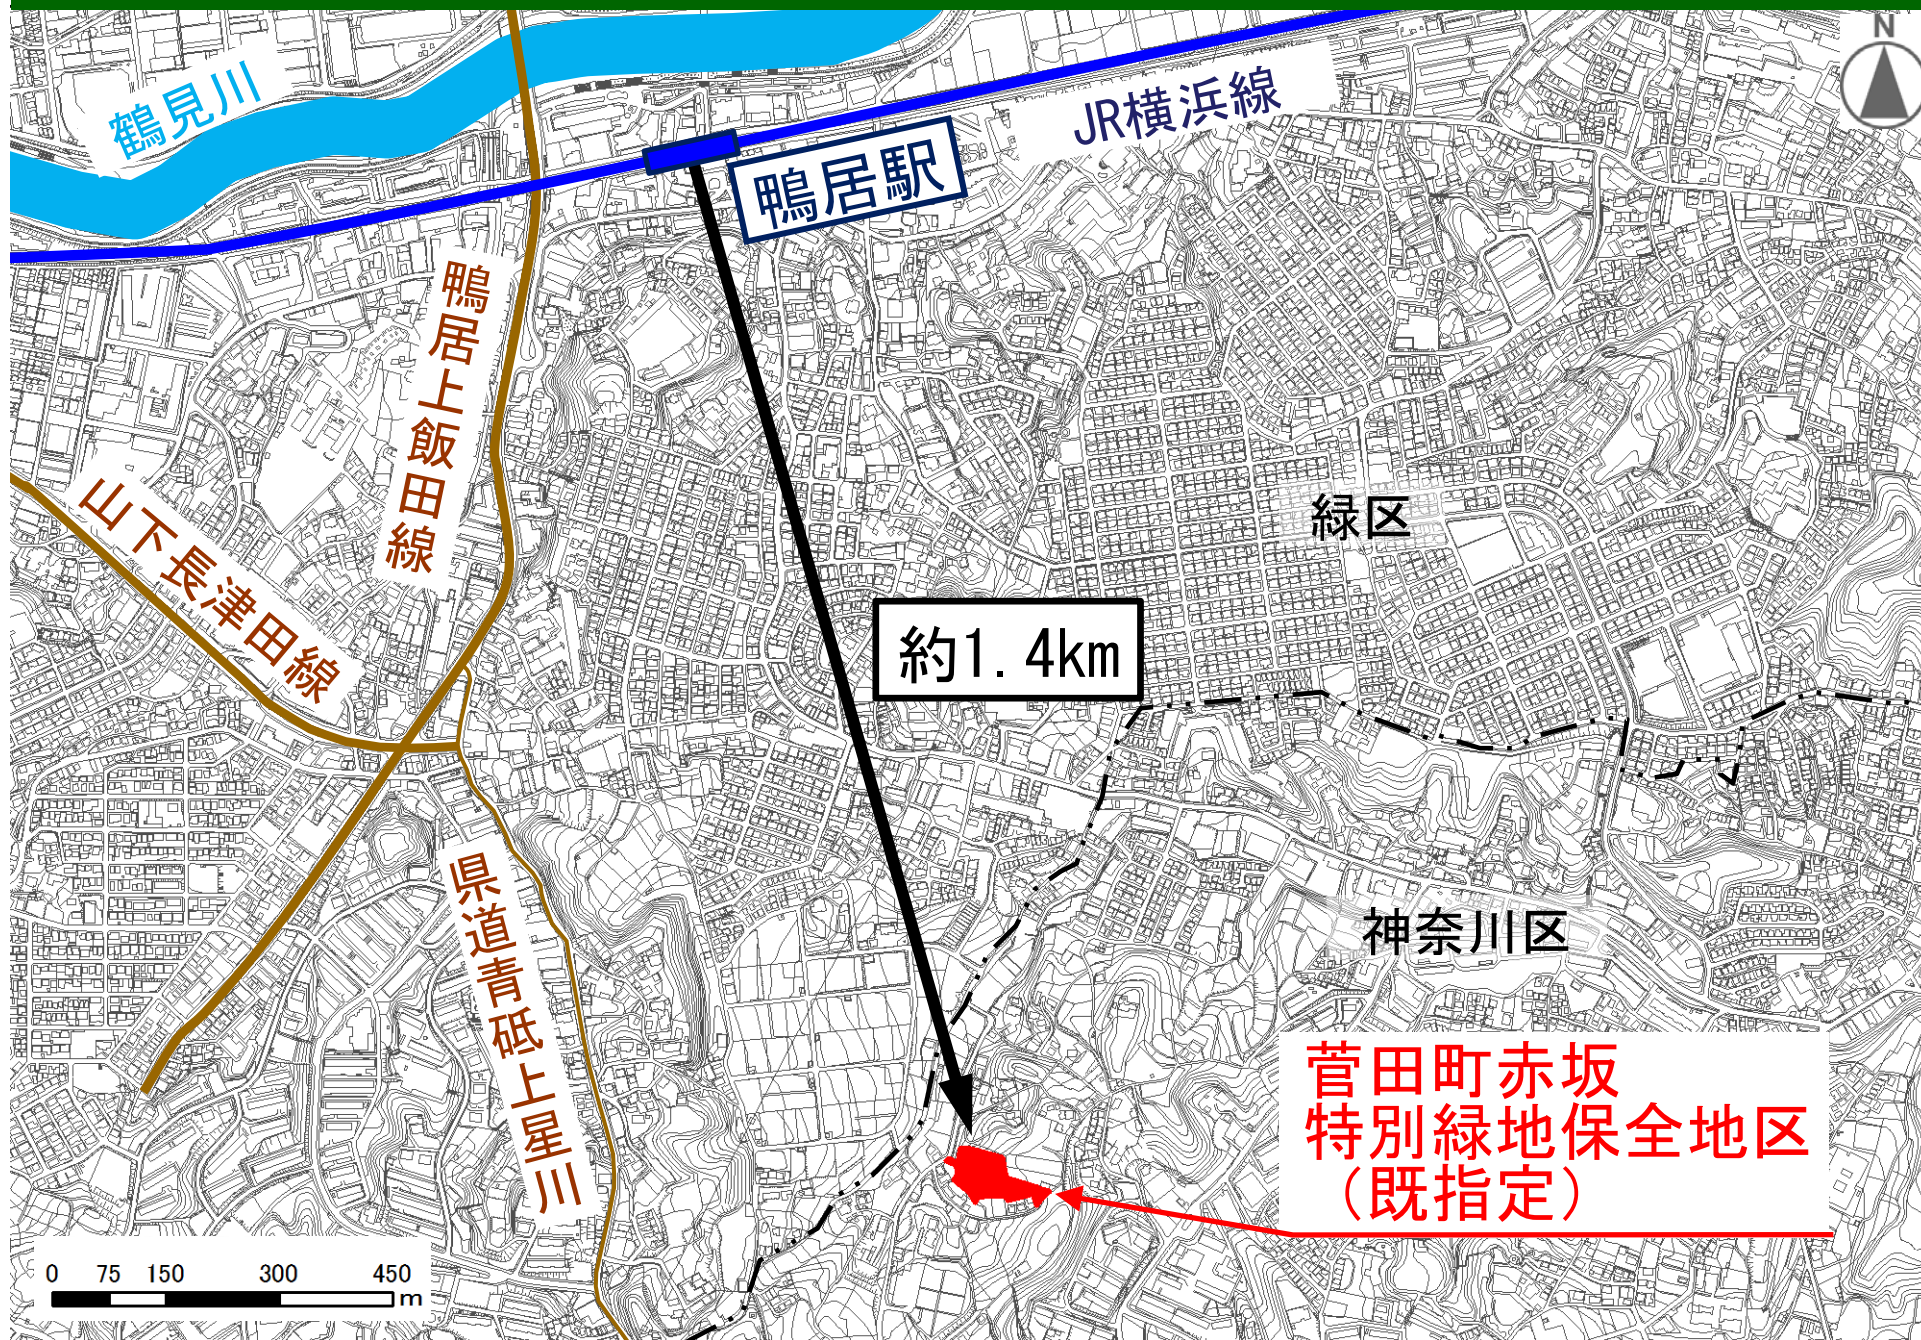 N
鶴見川
JR横浜線
鴨居駅
鴨居上飯田線
山下長津田線
緑区
約1.4km
県道青砥上星川
神奈川区
菅田町赤坂
特別緑地保全地区
（既指定）
0 75 150 300 450
m